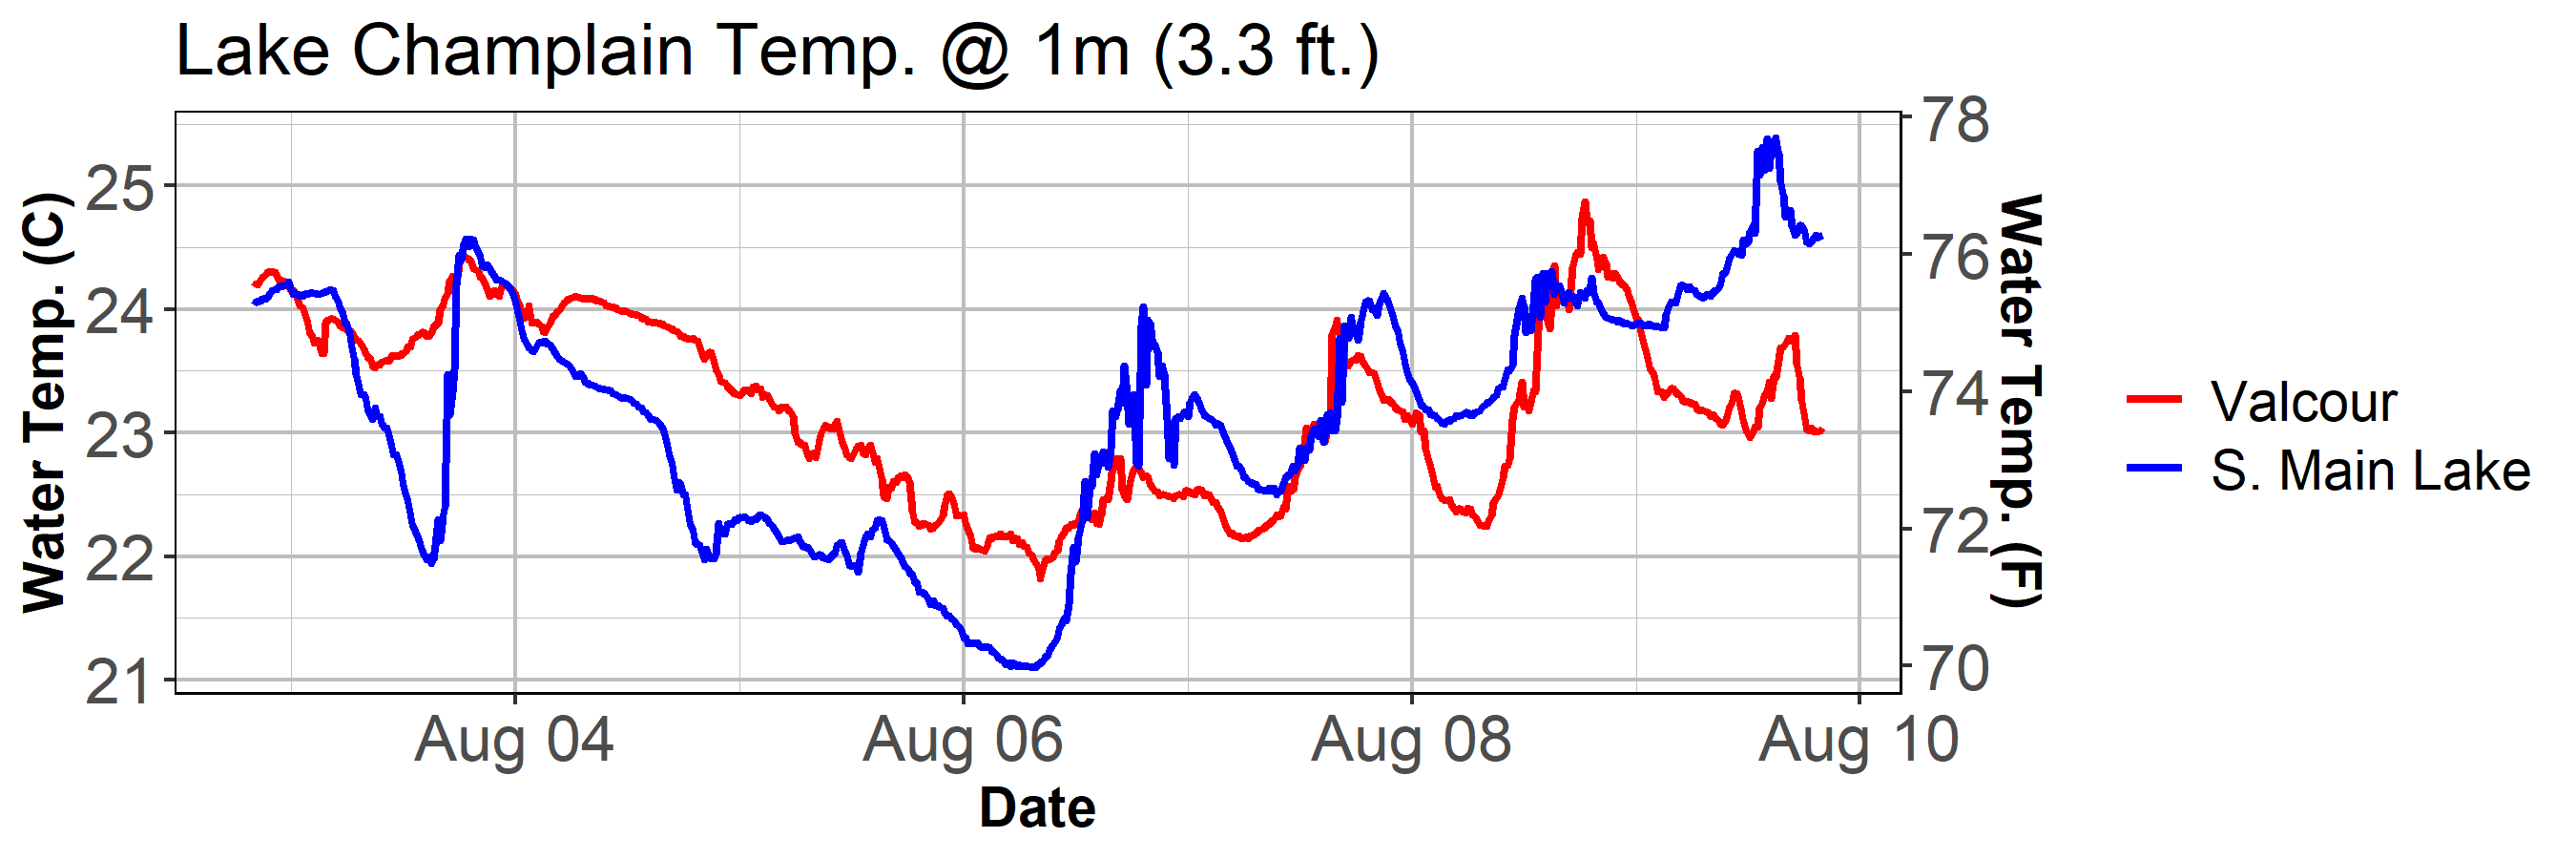 Lake Champlain Temp. @ 1m (3.3 ft.)
Water Temp. (C)
25
24
23
22
21
78
76
74
72
70
Water Temp. (F)
Aug 04
Aug 06
Aug 08
Aug 10
Date
Valcour
S. Main Lake